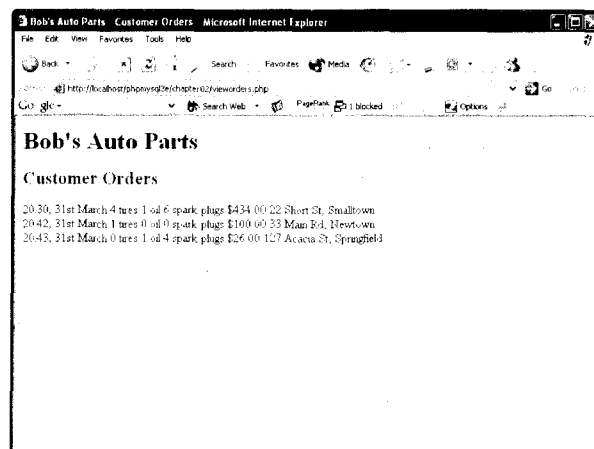 Bob's Auto Parts   Customer Orders   Microsoft Internet Explorer
File Edit View Favorites Tools Help
Back Search Favorites Media
http://localhost/phpmysql3e/chapter02/vieworders.php Go
Google Search Web PageRank 1 blocked Options
Bob's Auto Parts
Customer Orders
20:30, 31st March 4 tires 1 oil 6 spark plugs $434.00 22 Short St, Smalltown
20:42, 31st March 1 tires 0 oil 0 spark plugs $100.00 33 Main Rd, Newtown
20:43, 31st March 0 tires 1 oil 4 spark plugs $26.00 127 Acacia St, Springfield